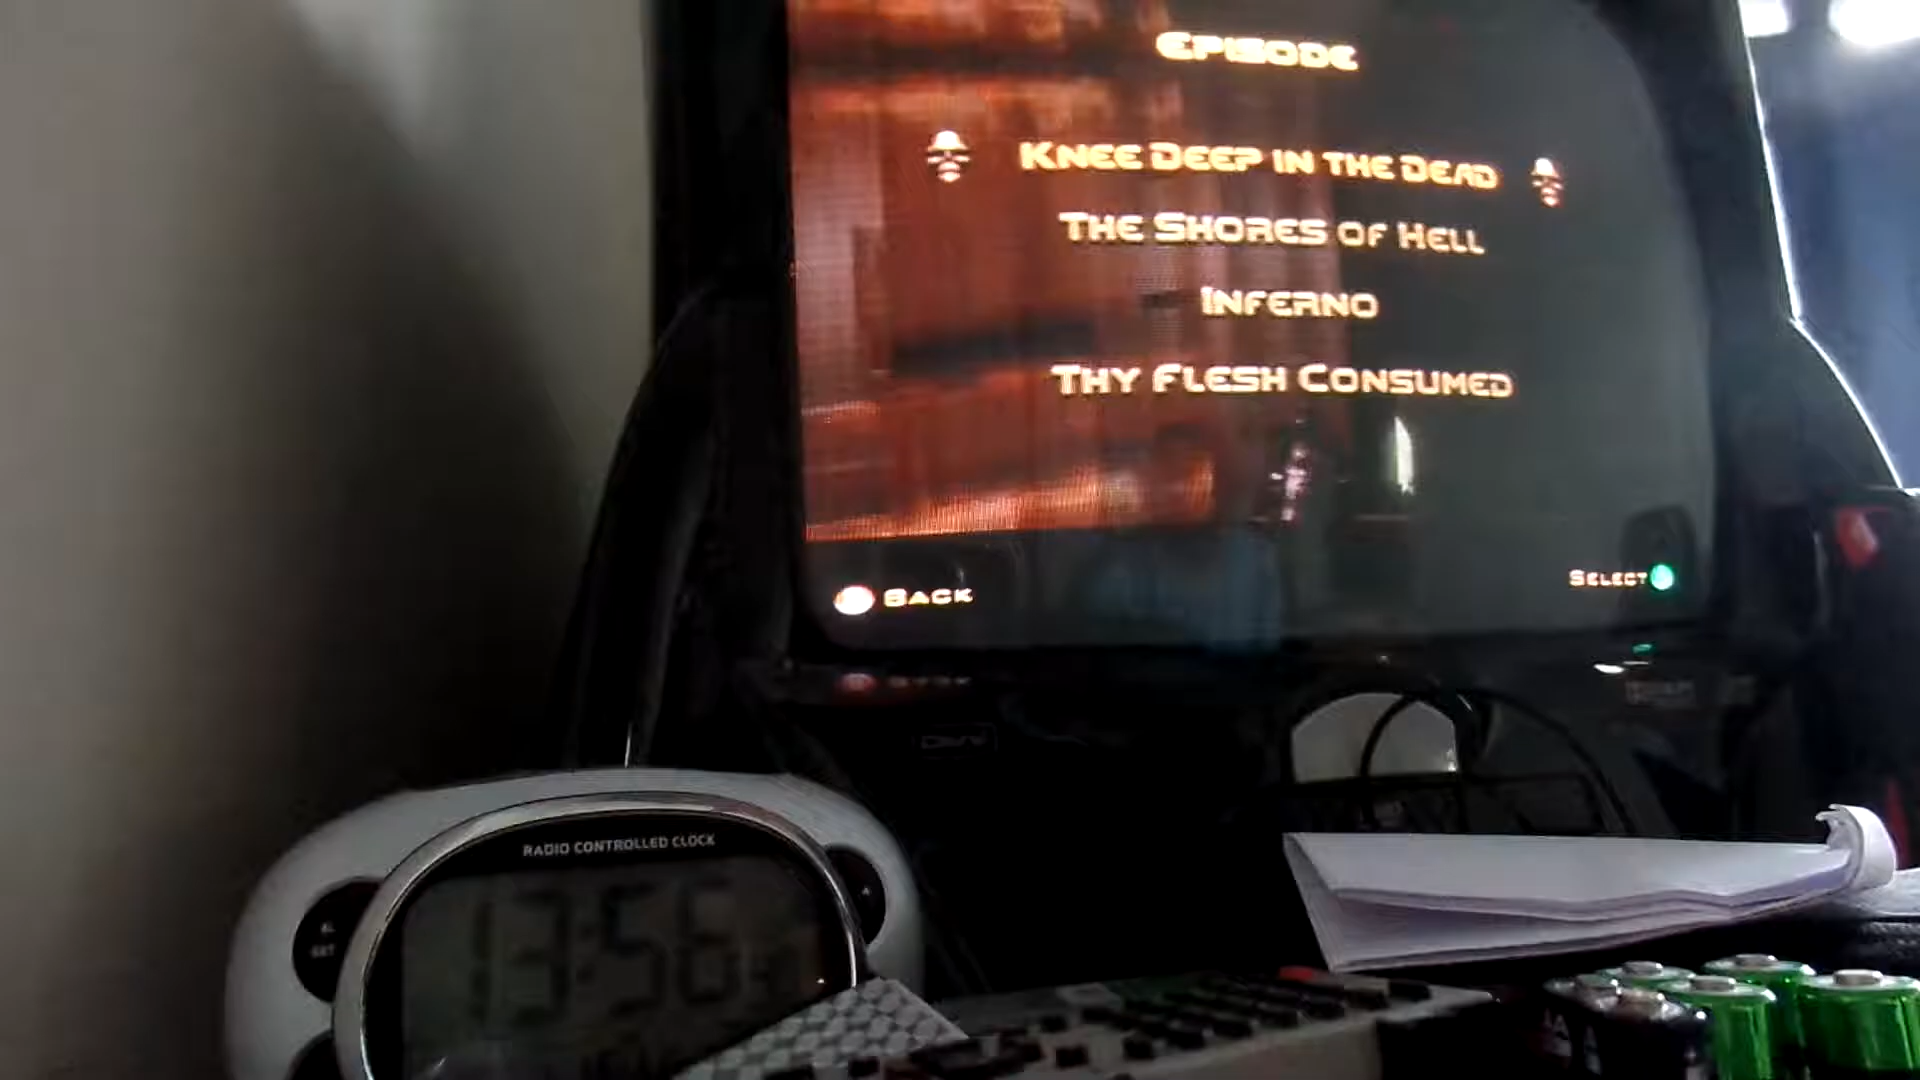 Episode
Knee Deep in the Dead
The Shores of Hell
Inferno
Thy Flesh Consumed
Back
Select
RADIO CONTROLLED CLOCK
13:56